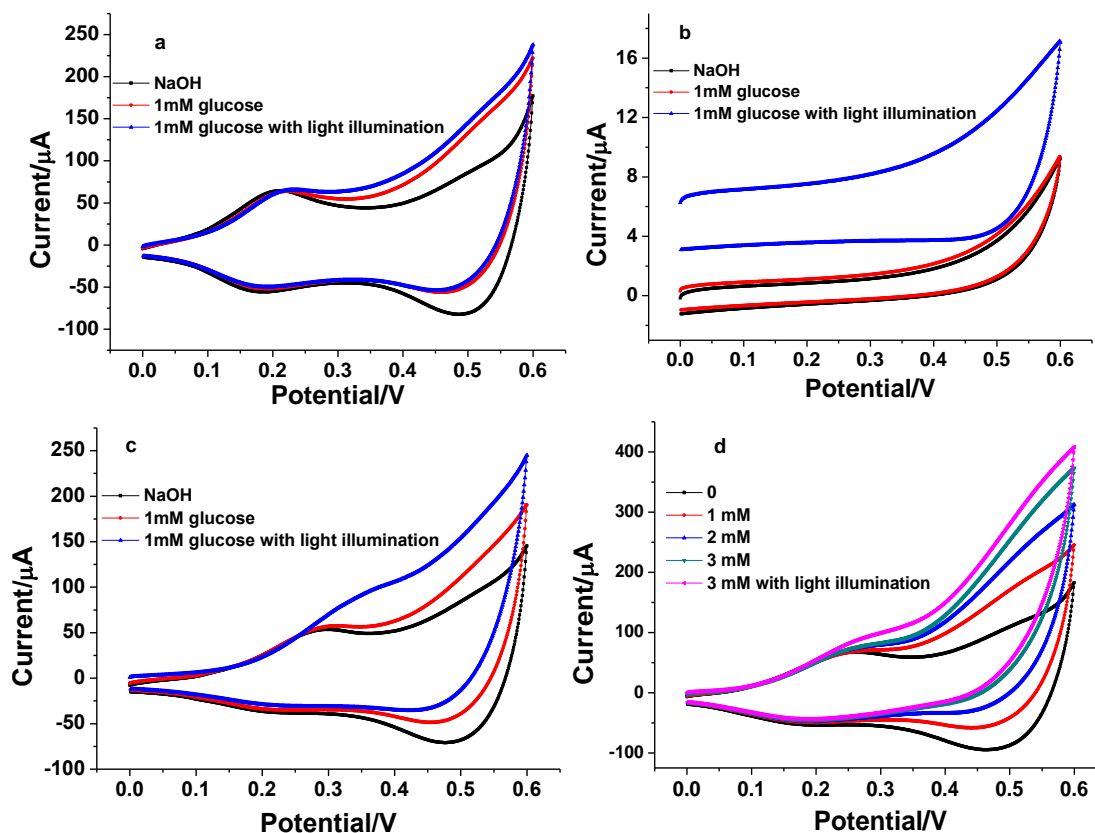 a
NaOH
1mM glucose
1mM glucose with light illumination
Current/μA
250
200
150
100
50
0
-50
-100
0.0 0.1 0.2 0.3 0.4 0.5 0.6
Potential/V
b
NaOH
1mM glucose
1mM glucose with light illumination
Currrent/μA
16
12
8
4
0
0.0 0.1 0.2 0.3 0.4 0.5 0.6
Potential/V
c
NaOH
1mM glucose
1mM glucose with light illumination
Current/μA
250
200
150
100
50
0
-50
-100
0.0 0.1 0.2 0.3 0.4 0.5 0.6
Potential/V
d
0
1 mM
2 mM
3 mM
3 mM with light illumination
Current/μA
400
300
200
100
0
-100
0.0 0.1 0.2 0.3 0.4 0.5 0.6
Potential/V